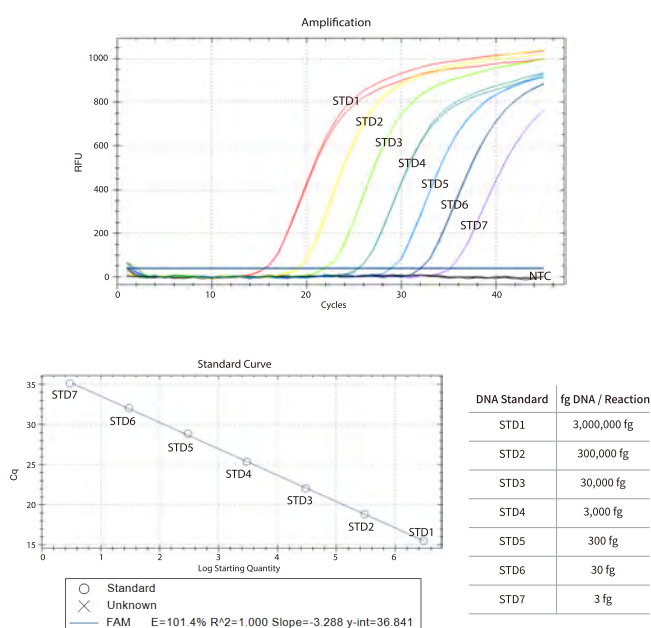 Amplification
1000
800
600
400
200
0
RFU
STD1
STD2
STD3
STD4
STD5
STD6
STD7
NTC
0 10 20 30 40
Cycles
Standard Curve
35
30
25
20
15
Cq
STD7
STD6
STD5
STD4
STD3
STD2
STD1
0 1 2 3 4 5 6
Log Starting Quantity
Standard
Unknown
FAM E=101.4% R^2=1.000 Slope=-3.288 y-int=36.841
DNA Standard fg DNA / Reaction
STD1 3,000,000 fg
STD2 300,000 fg
STD3 30,000 fg
STD4 3,000 fg
STD5 300 fg
STD6 30 fg
STD7 3 fg